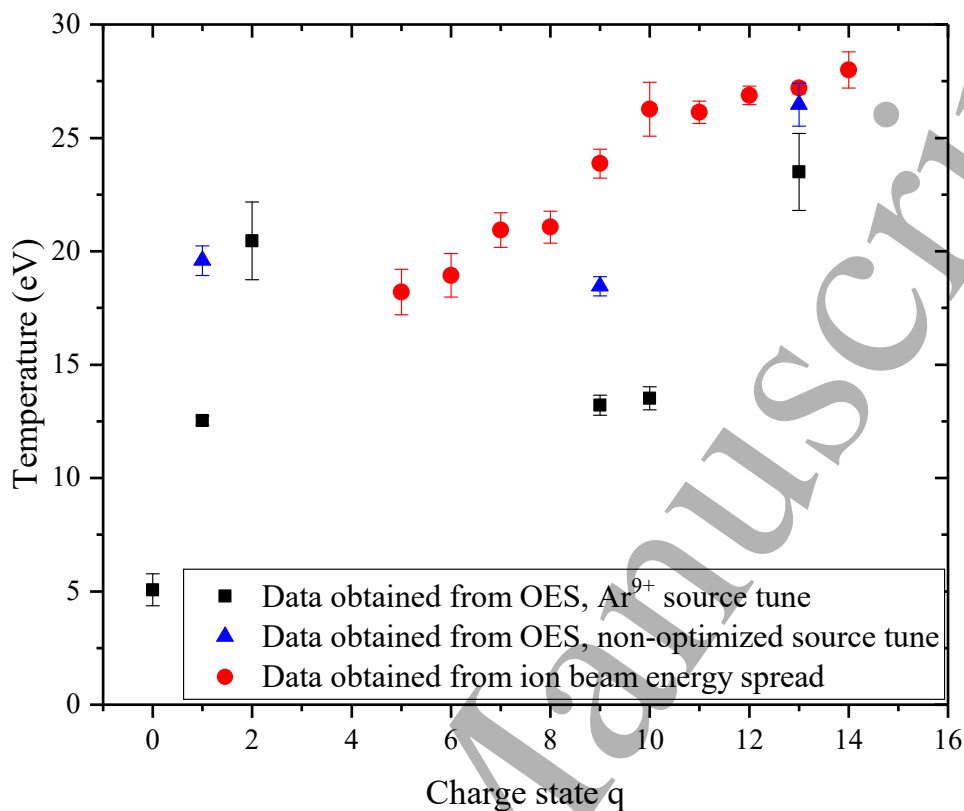 30
25
20
15
10
5
0
Temperature (eV)
Data obtained from OES, Ar⁹⁺ source tune
Data obtained from OES, non-optimized source tune
Data obtained from ion beam energy spread
0 2 4 6 8 10 12 14 16
Charge state q
Manuscri